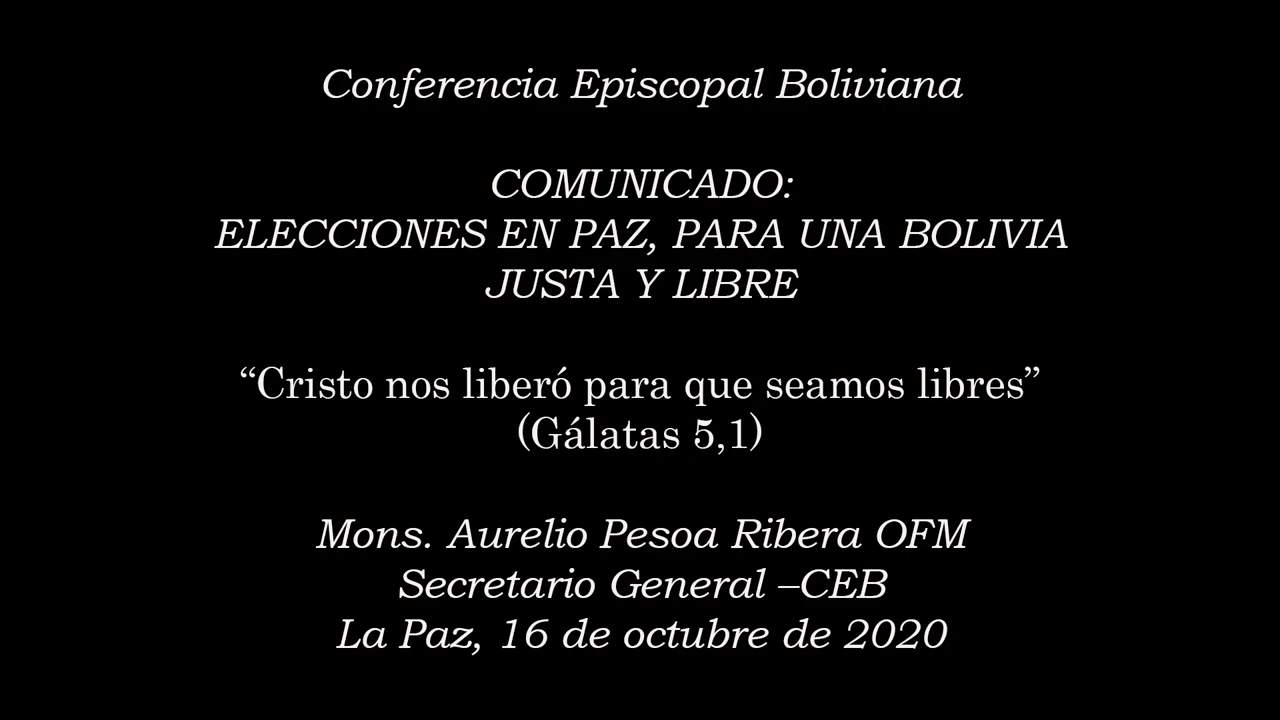 Conferencia Episcopal Boliviana
COMUNICADO:
ELECCIONES EN PAZ, PARA UNA BOLIVIA
JUSTA Y LIBRE
“Cristo nos liberó para que seamos libres”
(Gálatas 5,1)
Mons. Aurelio Pesoa Ribera OFM
Secretario General –CEB
La Paz, 16 de octubre de 2020